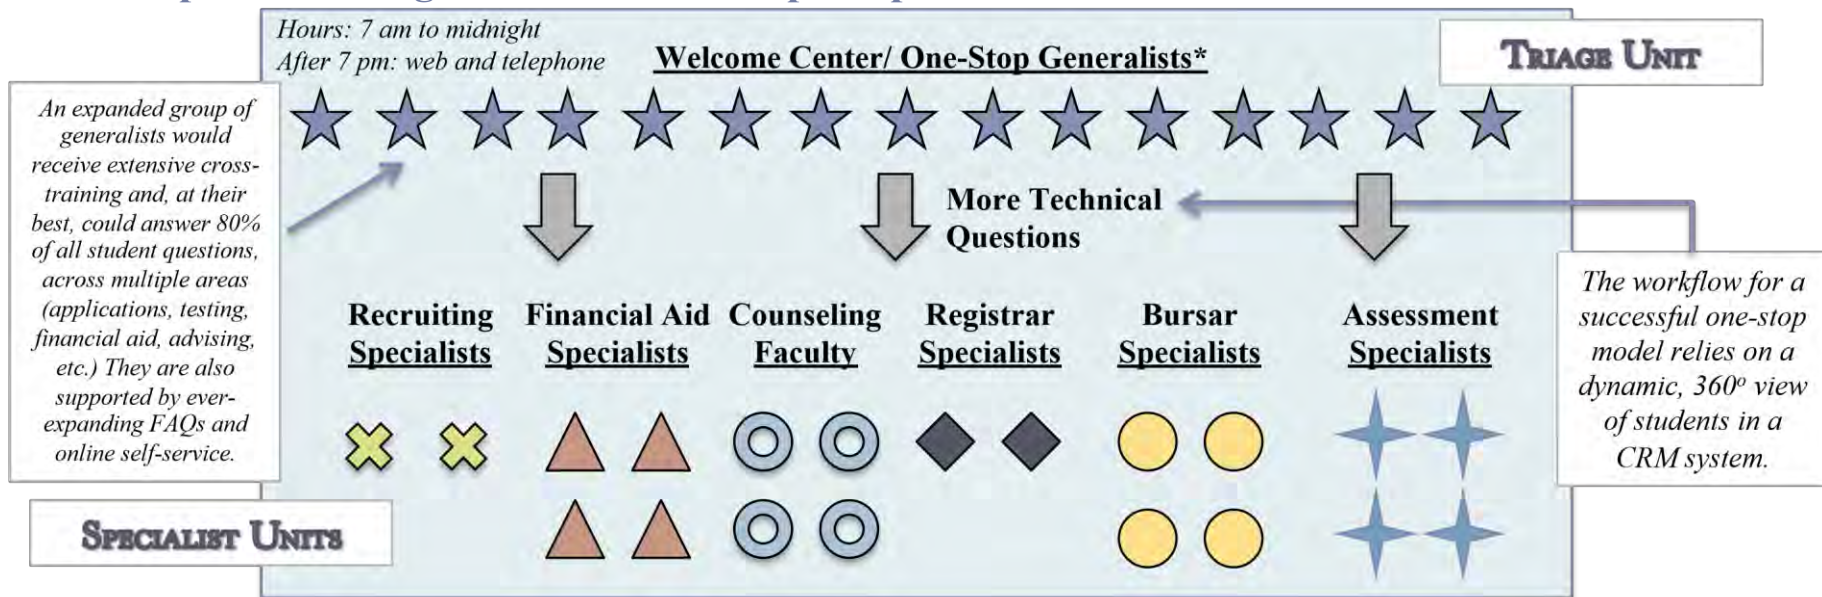 Hours: 7 am to midnight
After 7 pm: web and telephone
Welcome Center/ One-Stop Generalists*
TRIAGE UNIT
An expanded group of
generalists would
receive extensive cross-
training and, at their
best, could answer 80%
of all student questions,
across multiple areas
(applications, testing,
financial aid, advising,
etc.) They are also
supported by ever-
expanding FAQs and
online self-service.
More Technical
Questions
The workflow for a
successful one-stop
model relies on a
dynamic, 360° view
of students in a
CRM system.
Recruiting
Specialists
Financial Aid
Specialists
Counseling
Faculty
Registrar
Specialists
Bursar
Specialists
Assessment
Specialists
SPECIALIST UNITS